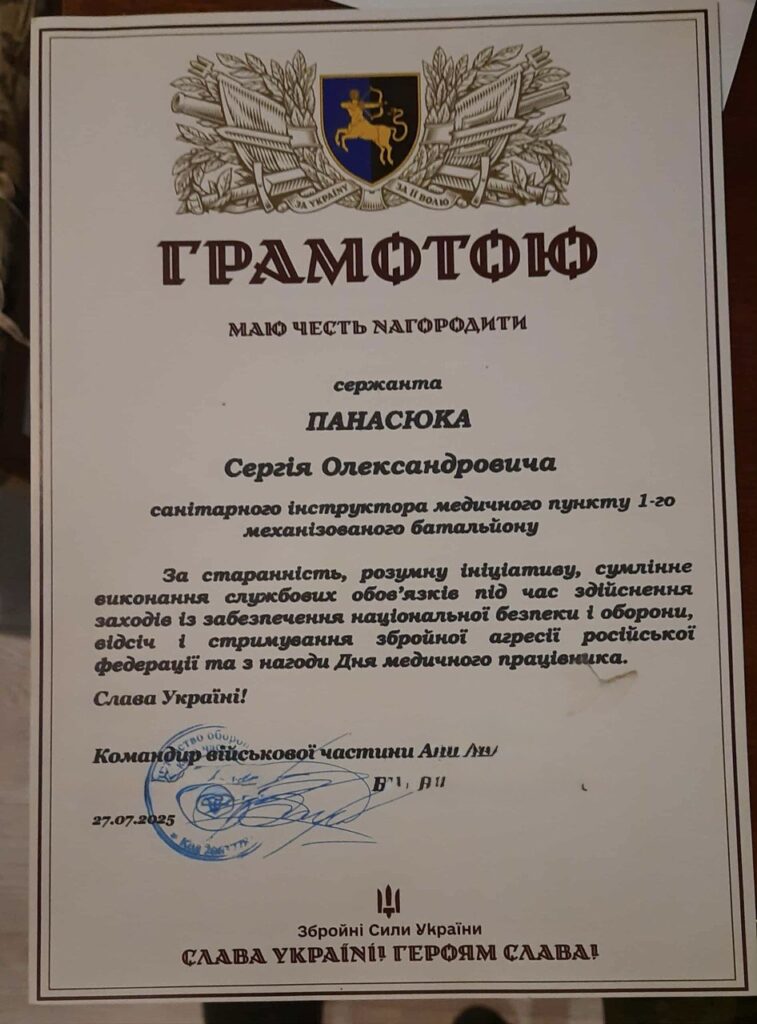 ЗА УКРАЇНУ ЗА ЇЇ ВОЛЮ
ГРАМОТОЮ
МАЮ ЧЕСТЬ НАГОРОДИТИ
сержанта
ПАНАСЮКА
Сергія Олександровича
санітарного інструктора медичного пункту 1-го
механізованого батальйону
За старанність, розумну ініціативу, сумлінне
виконання службових обов'язків під час здійснення
заходів із забезпечення національної безпеки і оборони,
відсіч і стримування збройної агресії російської
федерації та з нагоди Дня медичного працівника.
Слава Україні!
Командир військової частини
27.07.2025
Збройні Сили України
СЛАВА УКРАЇНІ! ГЕРОЯМ СЛАВА!